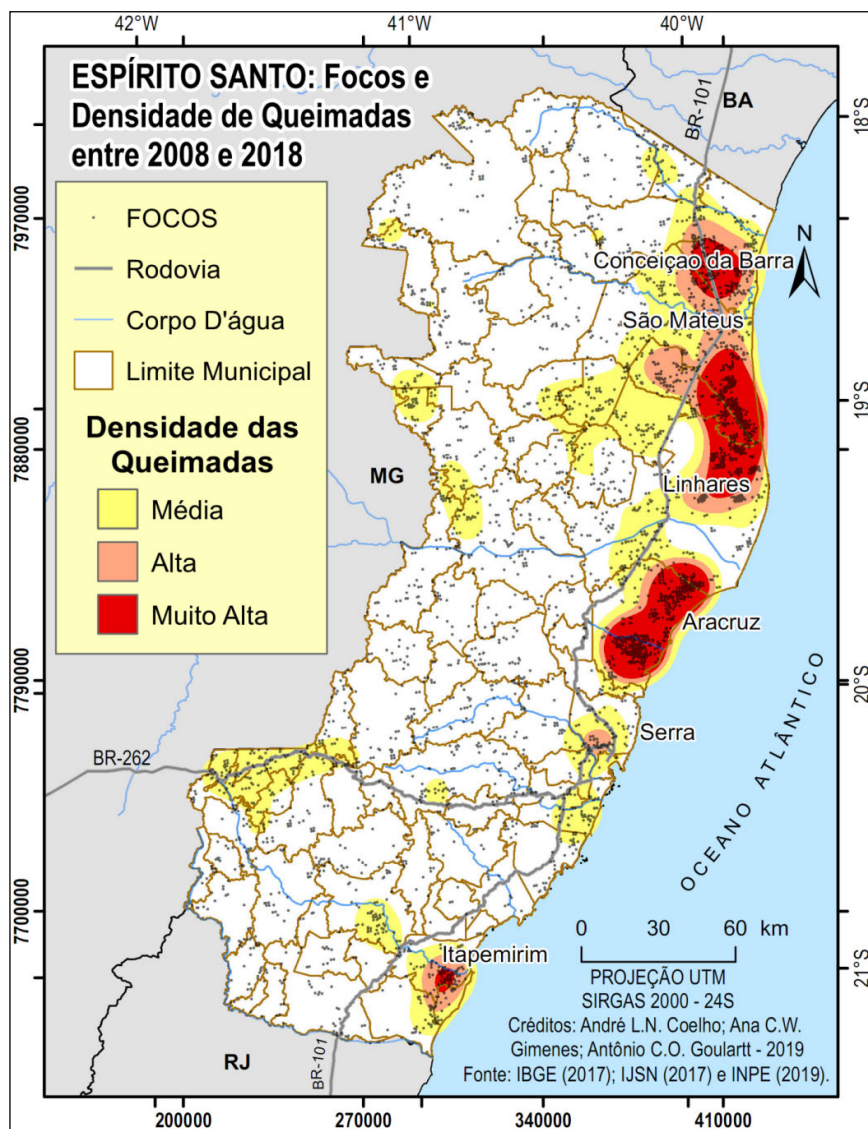 42°W
41°W
40°W
ESPÍRITO SANTO: Focos e
Densidade de Queimadas
entre 2008 e 2018
BA
BR-101
18°S
FOCOS
Rodovia
Corpo D'água
Limite Municipal
Densidade das
Queimadas
Média
Alta
Muito Alta
7970000
N
Conceiçao da Barra
São Mateus
19°S
7880000
MG
Linhares
Aracruz
7790000
20°S
Serra
BR-262
OCEANO ATLÂNTICO
7700000
Itapemirim
0 30 60 km
21°S
PROJEÇÃO UTM
SIRGAS 2000 - 24S
Créditos: André L.N. Coelho; Ana C.W.
Gimenes; Antônio C.O. Goulartt - 2019
Fonte: IBGE (2017); IJSN (2017) e INPE (2019).
RJ
BR-101
200000
270000
340000
410000